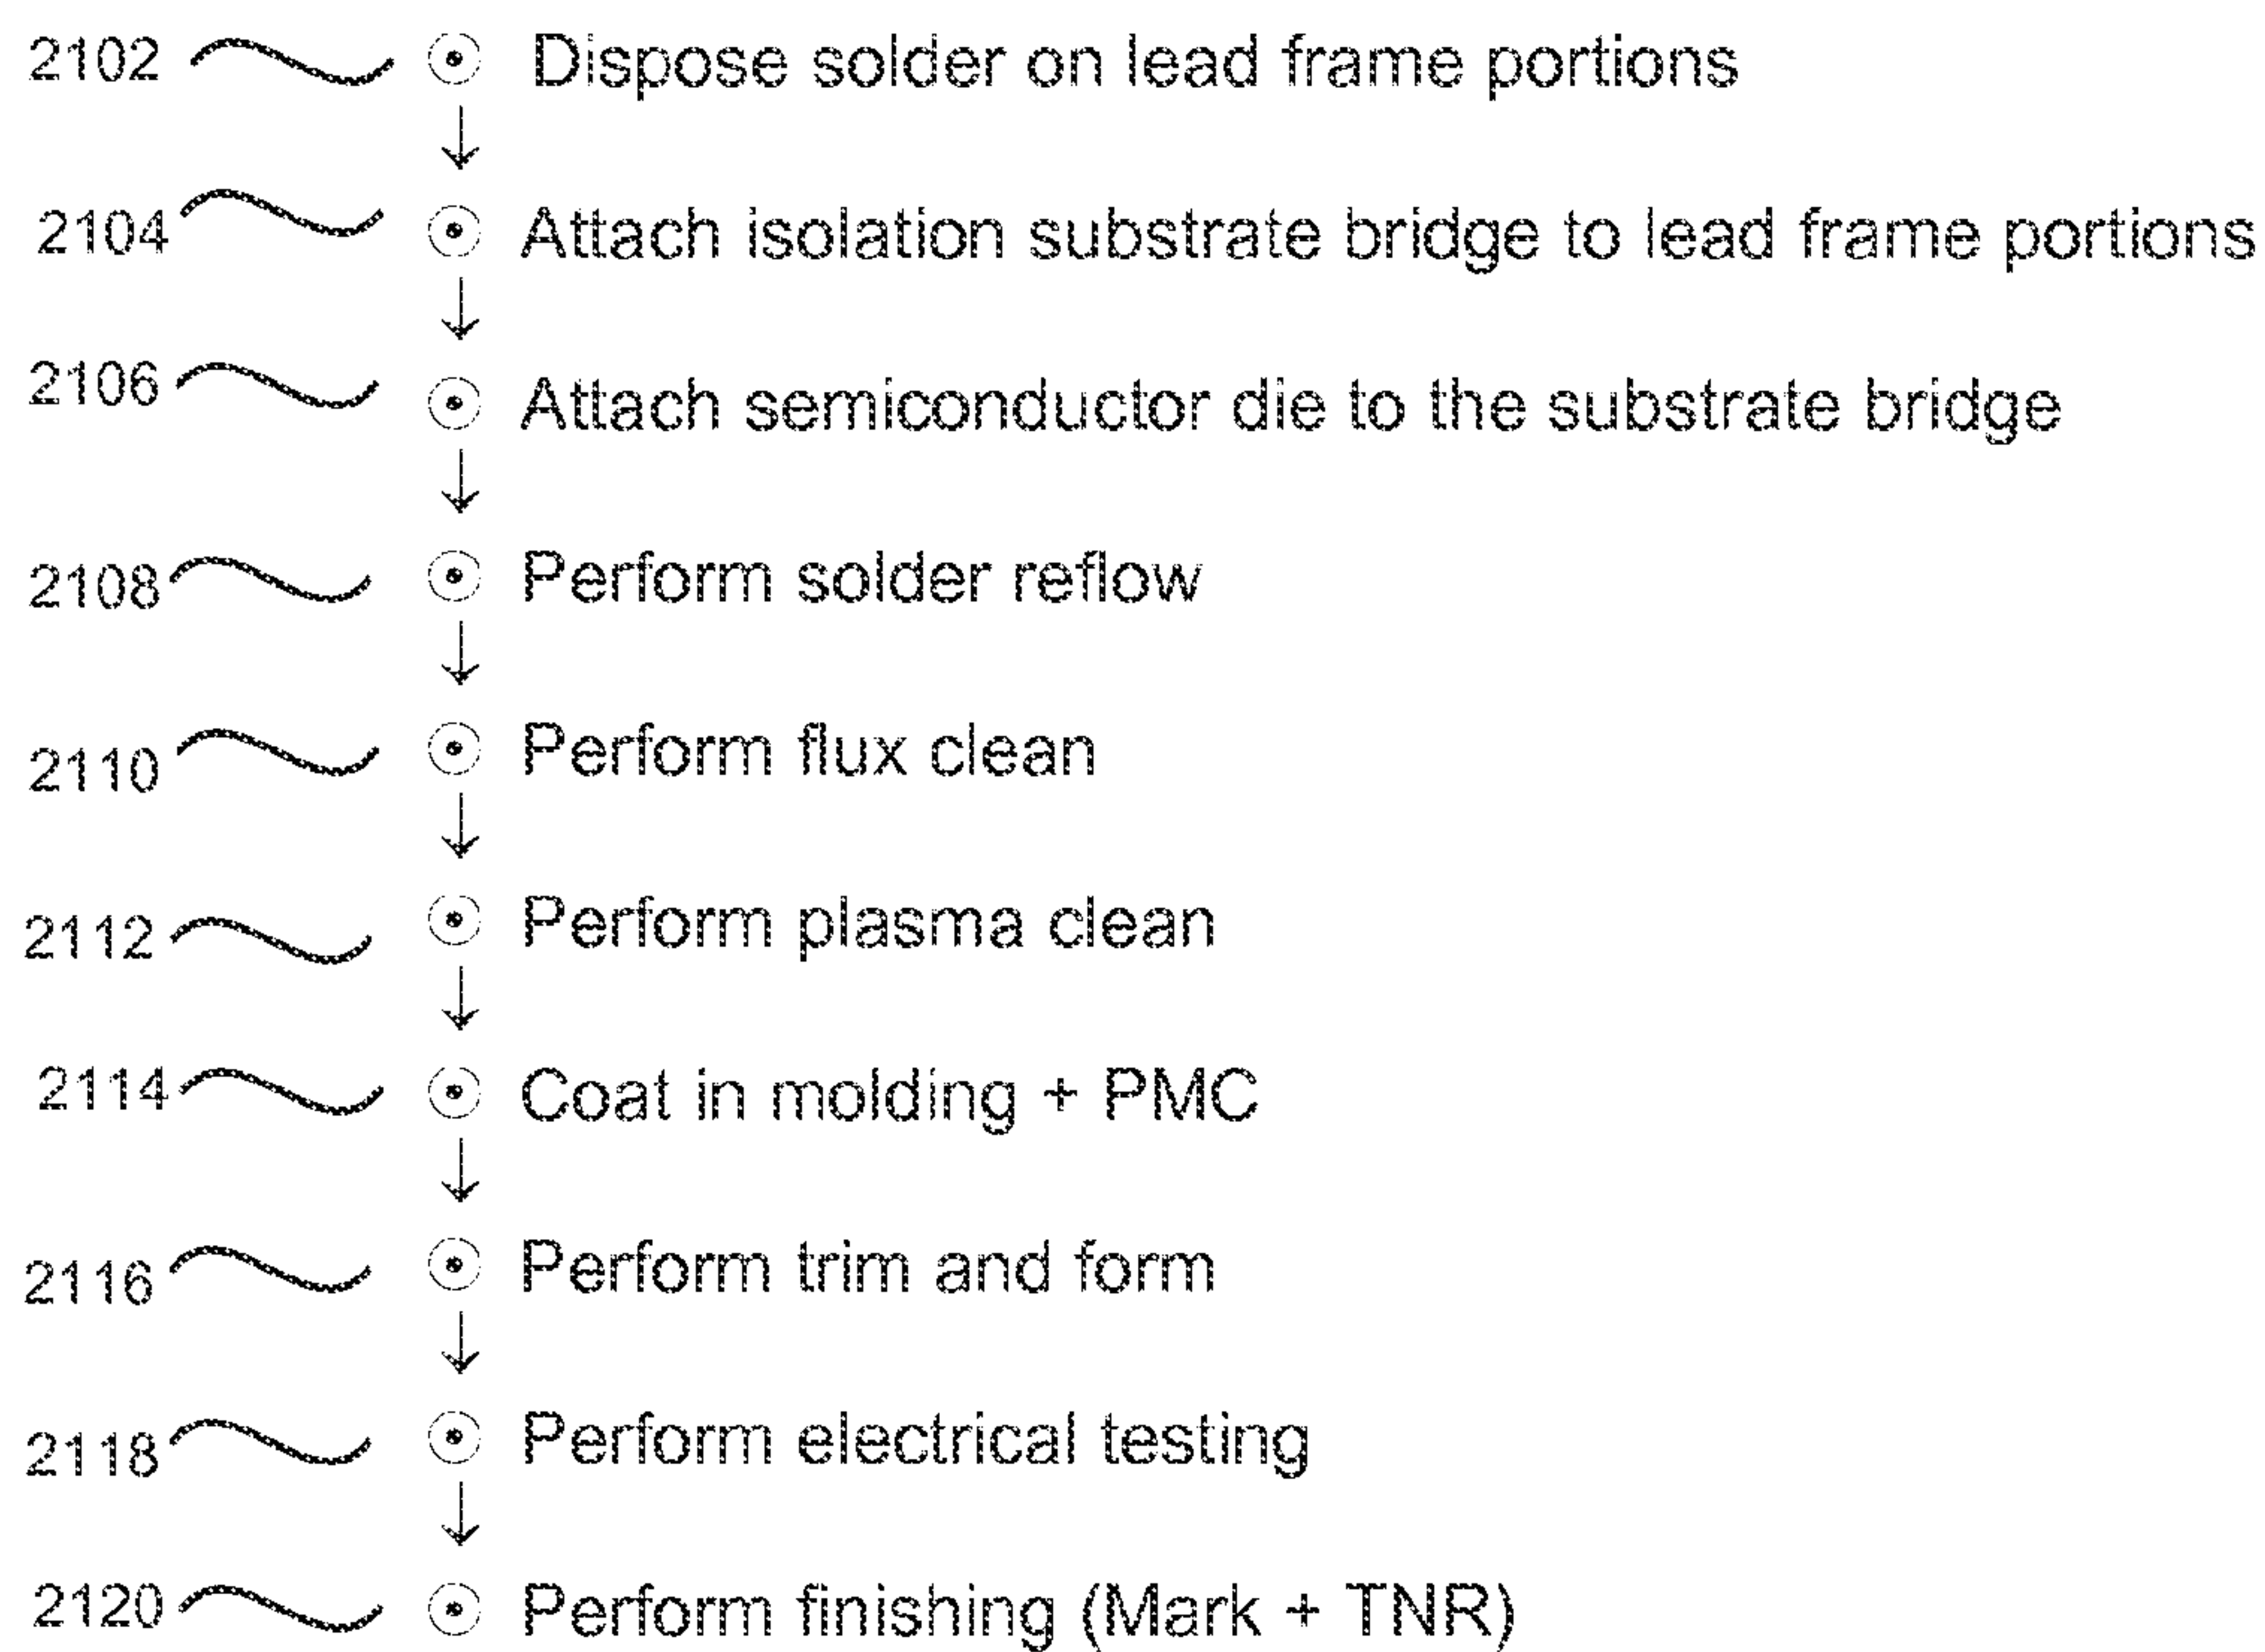 2102 Dispose solder on lead frame portions
2104 Attach isolation substrate bridge to lead frame portions
2106 Attach semiconductor die to the substrate bridge
2108 Perform solder reflow
2110 Perform flux clean
2112 Perform plasma clean
2114 Coat in molding + PMC
2116 Perform trim and form
2118 Perform electrical testing
2120 Perform finishing (Mark + TNR)